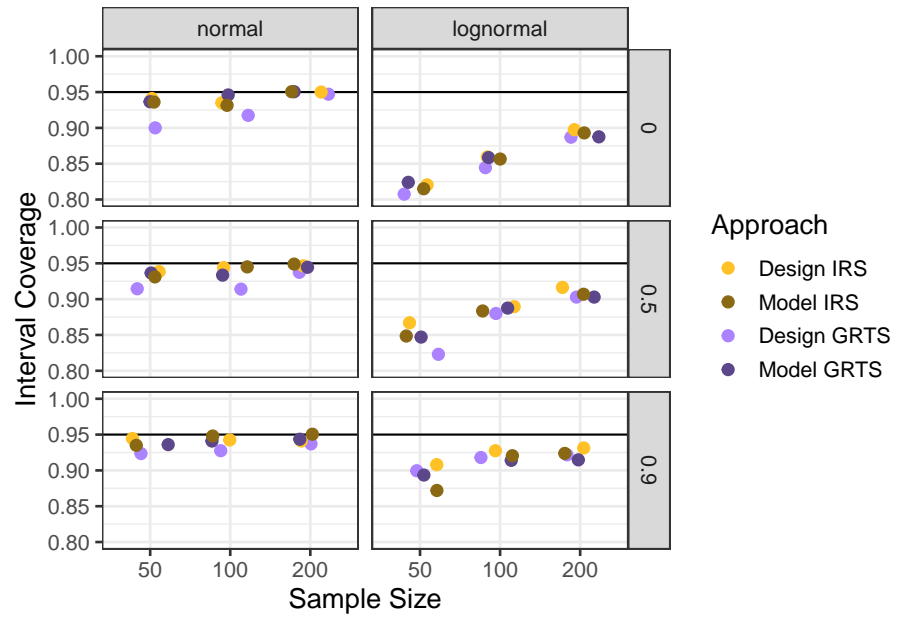 normal
lognormal
Interval Coverage
1.00
0.95
0.90
0.85
0.80
0
1.00
0.95
0.90
0.85
0.80
0.5
1.00
0.95
0.90
0.85
0.80
0.9
50 100 200
50 100 200
Sample Size
Approach
Design IRS
Model IRS
Design GRTS
Model GRTS